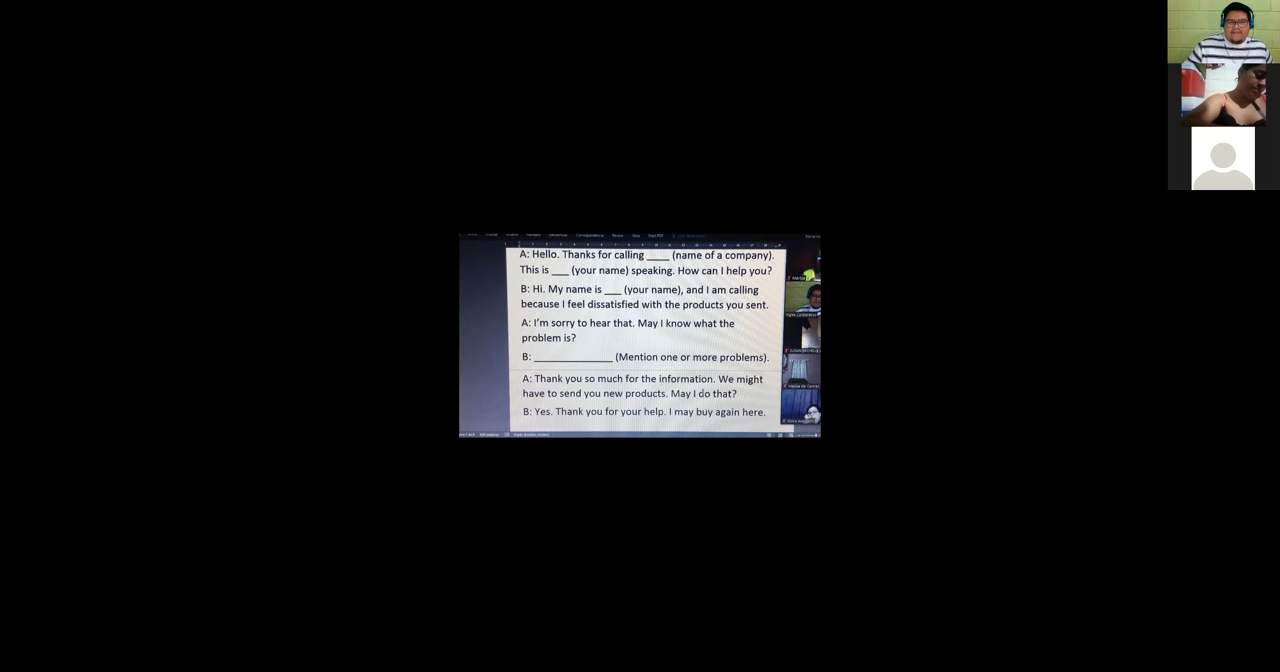 A: Hello. Thanks for calling ____ (name of a company).
This is ___ (your name) speaking. How can I help you?
B: Hi. My name is ___ (your name), and I am calling
because I feel dissatisfied with the products you sent.
A: I'm sorry to hear that. May I know what the
problem is?
B: ______________ (Mention one or more problems).
A: Thank you so much for the information. We might
have to send you new products. May I do that?
B: Yes. Thank you for your help. I may buy again here.